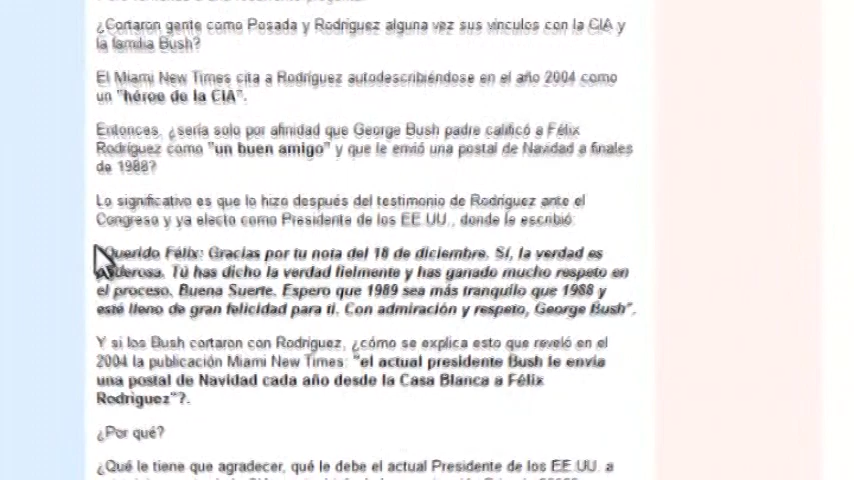 ¿Cortaron gente como Posada y Rodríguez alguna vez sus vínculos con la CIA y
la familia Bush?
El Miami New Times cita a Rodríguez autodescribiéndose en el año 2004 como
un "héroe de la CIA".
Entonces, ¿sería solo por afinidad que George Bush padre calificó a Félix
Rodríguez como "un buen amigo" y que le envió una postal de Navidad a finales
de 1988?
Lo significativo es que lo hizo después del testimonio de Rodríguez ante el
Congreso y ya electo como Presidente de los EE.UU., donde le escribió:
"Querido Félix: Gracias por tu nota del 18 de diciembre. Sí, la verdad es
poderosa. Tú has dicho la verdad fielmente y has ganado mucho respeto en
el proceso. Buena Suerte. Espero que 1989 sea más tranquilo que 1988 y
esté lleno de gran felicidad para ti. Con admiración y respeto, George Bush".
Y si los Bush cortaron con Rodríguez, ¿cómo se explica esto que reveló en el
2004 la publicación Miami New Times: "el actual presidente Bush le envía
una postal de Navidad cada año desde la Casa Blanca a Félix
Rodríguez"?.
¿Por qué?
¿Qué le tiene que agradecer, qué le debe el actual Presidente de los EE.UU. a